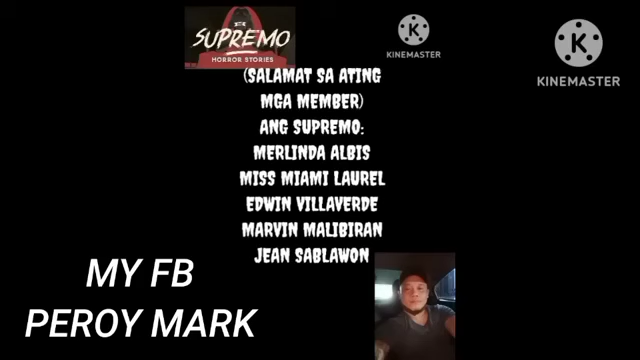 SUPREMO
HORROR STORIES
KINEMASTER
KINEMASTER
(SALAMAT SA ATING
MGA MEMBER)
ANG SUPREMO:
MERLINDA ALBIS
MISS MIAMI LAUREL
EDWIN VILLAVERDE
MARVIN MALIBIRAN
JEAN SABLAWON
MY FB
PEROY MARK